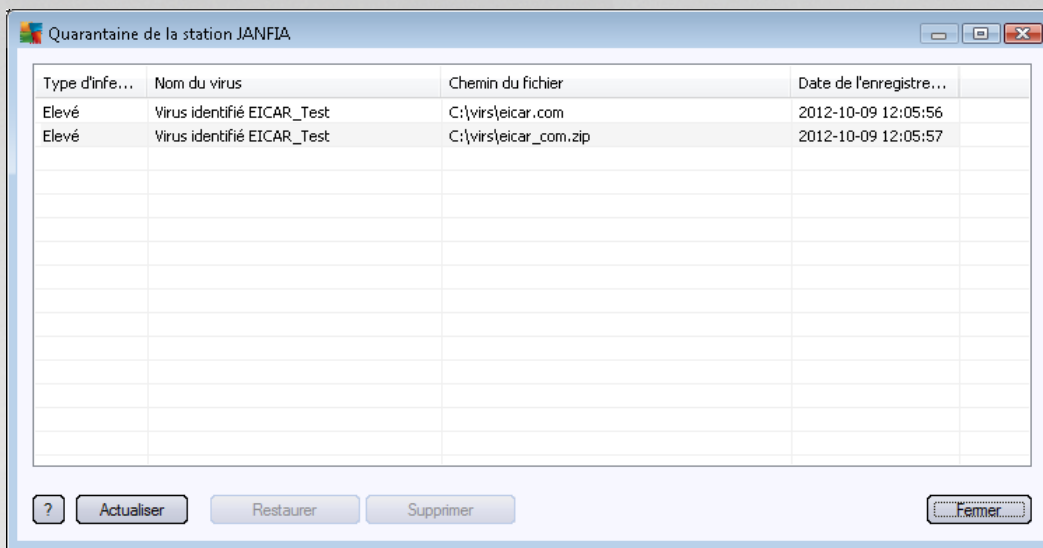 Quarantaine de la station JANFIA
Type d'infe... Nom du virus Chemin du fichier Date de l'enregistre...
Elevé Virus identifié EICAR_Test C:\virs\eicar.com 2012-10-09 12:05:56
Elevé Virus identifié EICAR_Test C:\virs\eicar_com.zip 2012-10-09 12:05:57
? Actualiser Restaurer Supprimer Fermer